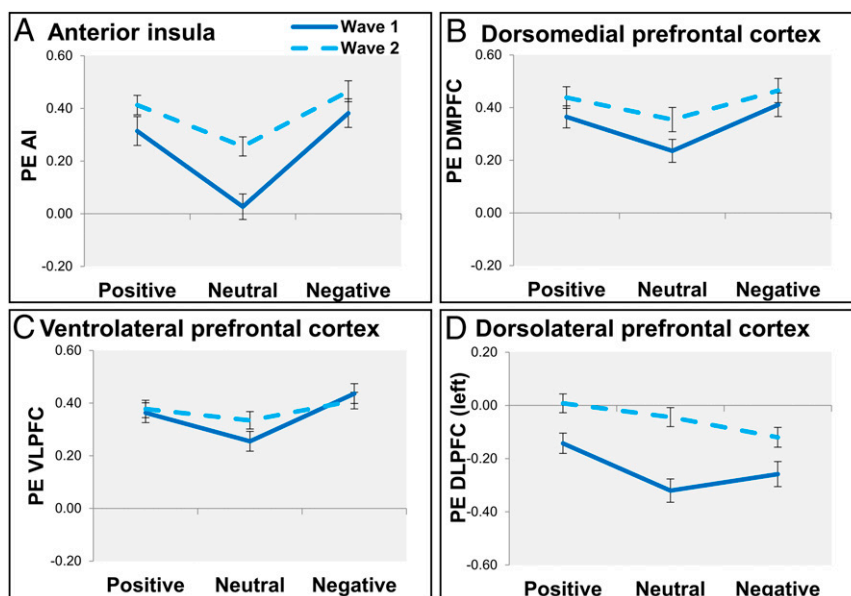 A Anterior insula
Wave 1
Wave 2
0.60
0.40
0.20
0.00
-0.20
PE AI
Positive Neutral Negative
B Dorsomedial prefrontal cortex
0.60
0.40
0.20
0.00
-0.20
PE DMPFC
Positive Neutral Negative
C Ventrolateral prefrontal cortex
0.60
0.40
0.20
0.00
-0.20
PE VLPFC
Positive Neutral Negative
D Dorsolateral prefrontal cortex
0.20
0.00
-0.20
-0.40
-0.60
PE DLPFC (left)
Positive Neutral Negative